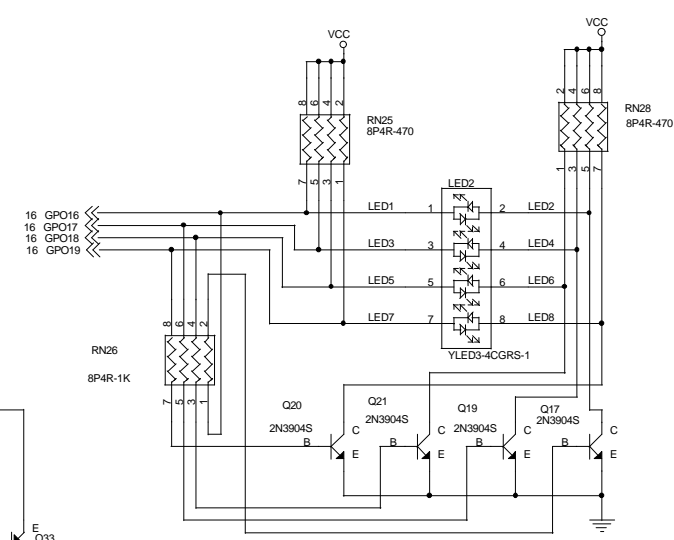 VCC
VCC
8 6 4 2
RN25
8P4R-470
2 4 6 8
RN28
8P4R-470
7 5 3 1
1 3 5 7
LED2
16 GPO16
16 GPO17
16 GPO18
16 GPO19
LED1 1 2 LED2
LED3 3 4 LED4
LED5 5 6 LED6
LED7 7 8 LED8
YLED3-4CGRS-1
8 6 4 2
RN26
8P4R-1K
7 5 3 1
Q20
2N3904S
B C E
Q21
2N3904S
B C E
Q19
2N3904S
B C E
Q17
2N3904S
B C E
E
Q33